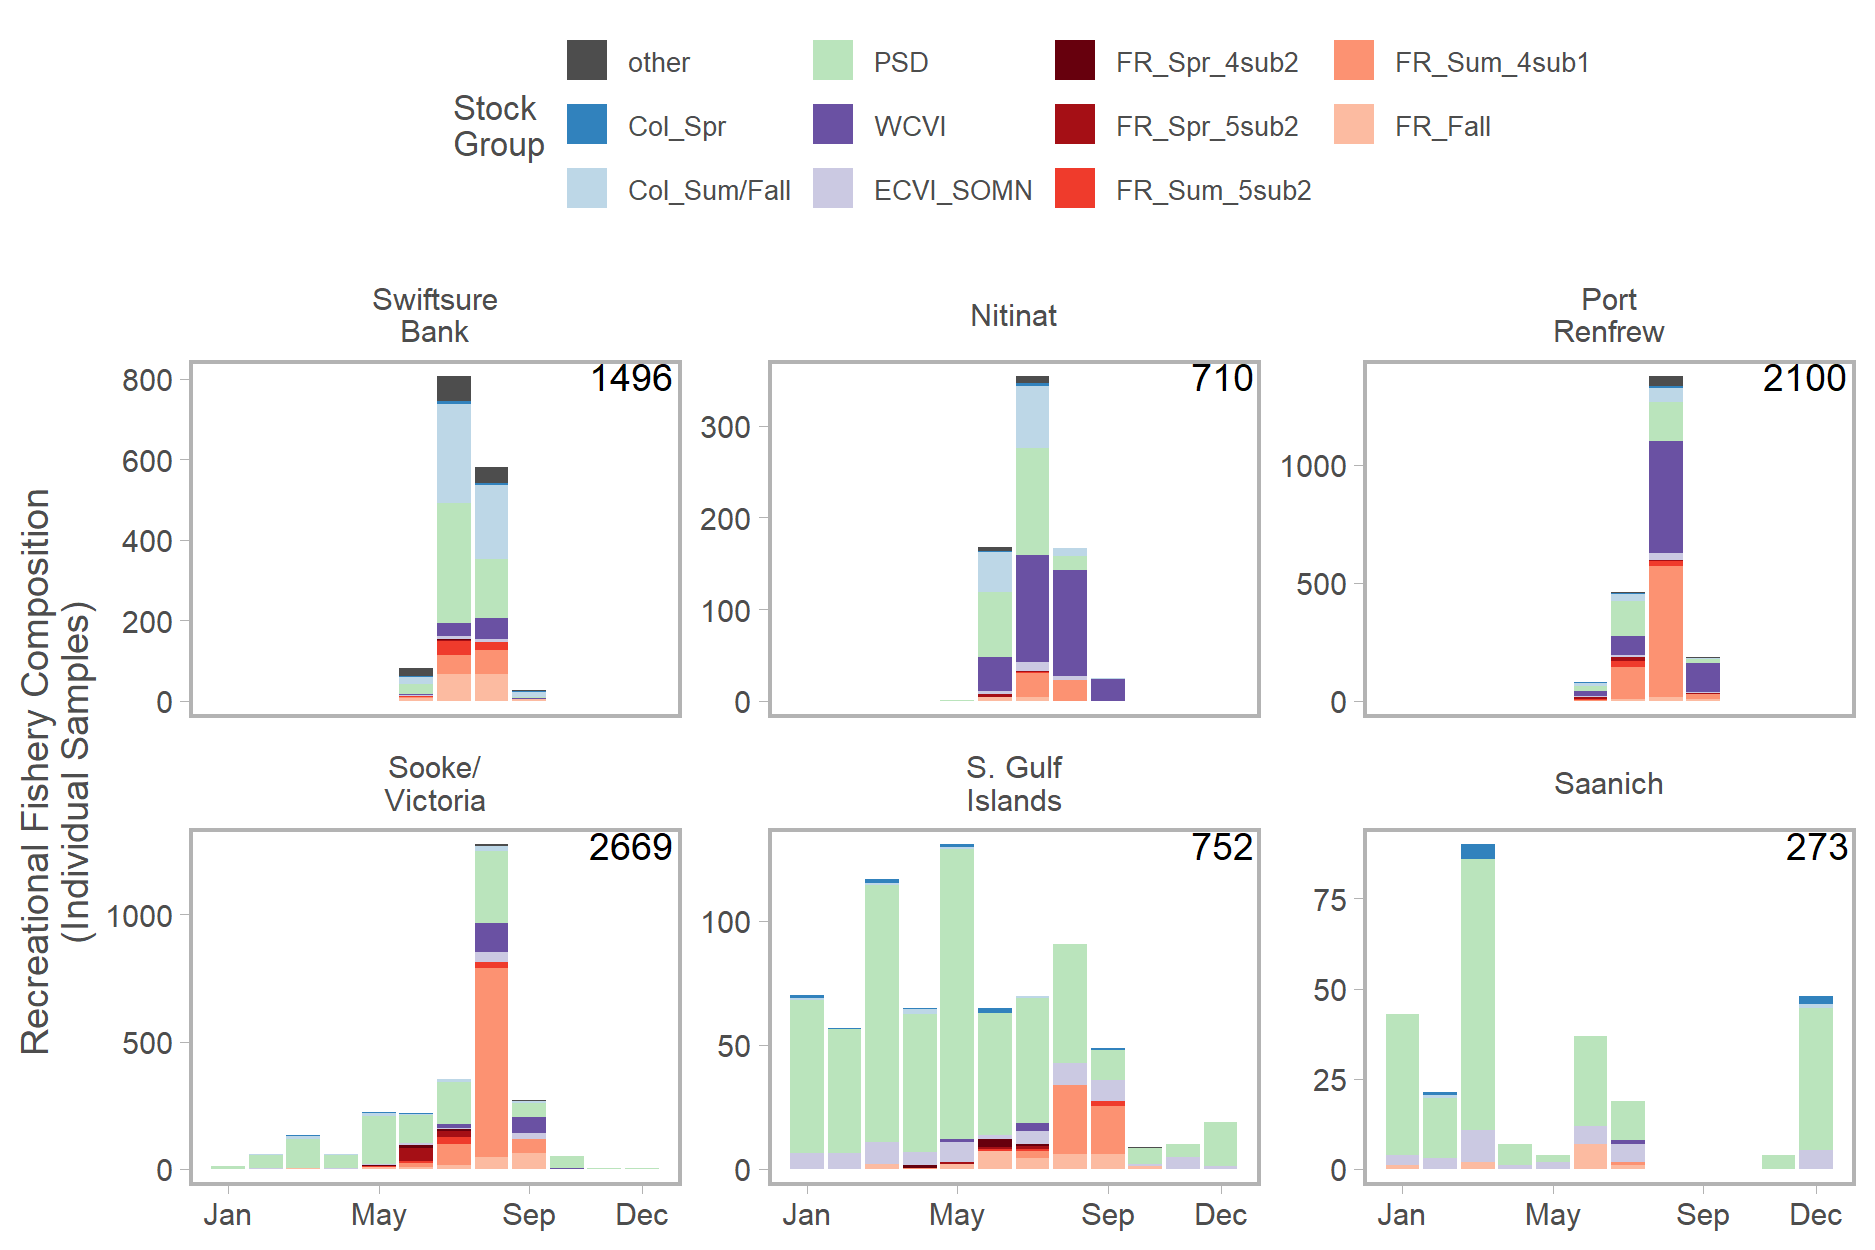 Stock
Group
other
Col_Spr
Col_Sum/Fall
PSD
WCVI
ECVI_SOMN
FR_Spr_4sub2
FR_Spr_5sub2
FR_Sum_5sub2
FR_Sum_4sub1
FR_Fall
Recreational Fishery Composition
(Individual Samples)
Swiftsure
Bank
1496
800
600
400
200
0
Nitinat
710
300
200
100
0
Port
Renfrew
2100
1000
500
0
Sooke/
Victoria
2669
1000
500
0
Jan
May
Sep
Dec
S. Gulf
Islands
752
100
50
0
Jan
May
Sep
Dec
Saanich
273
75
50
25
0
Jan
May
Sep
Dec